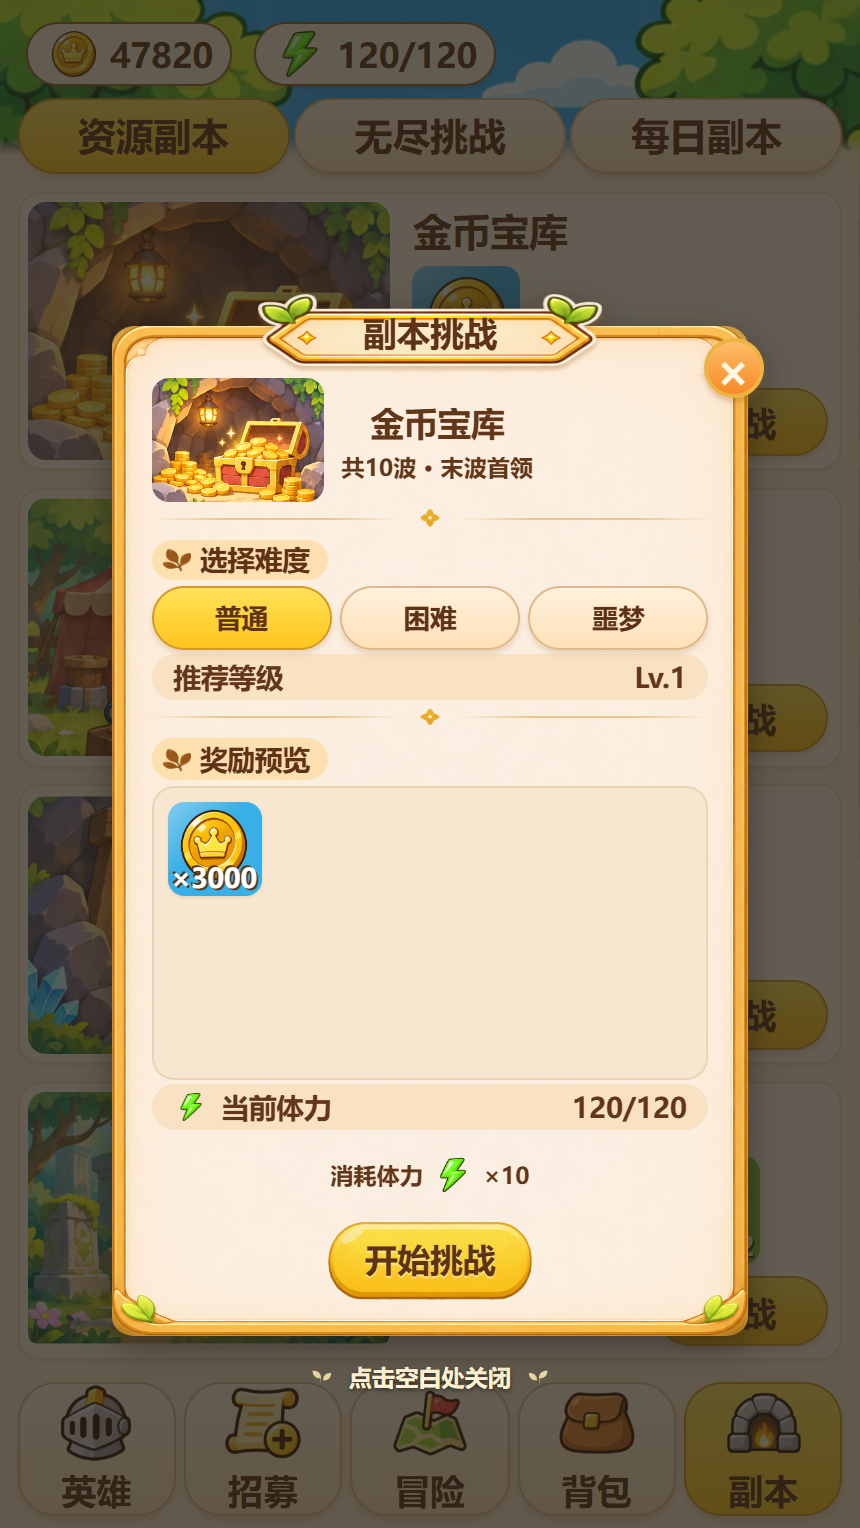 47820
120/120
资源副本
无尽挑战
每日副本
金币宝库
副本挑战
金币宝库
共10波·末波首领
选择难度
普通
困难
噩梦
推荐等级
Lv.1
奖励预览
×3000
当前体力
120/120
消耗体力 ×10
开始挑战
战
战
战
战
点击空白处关闭
英雄
招募
冒险
背包
副本